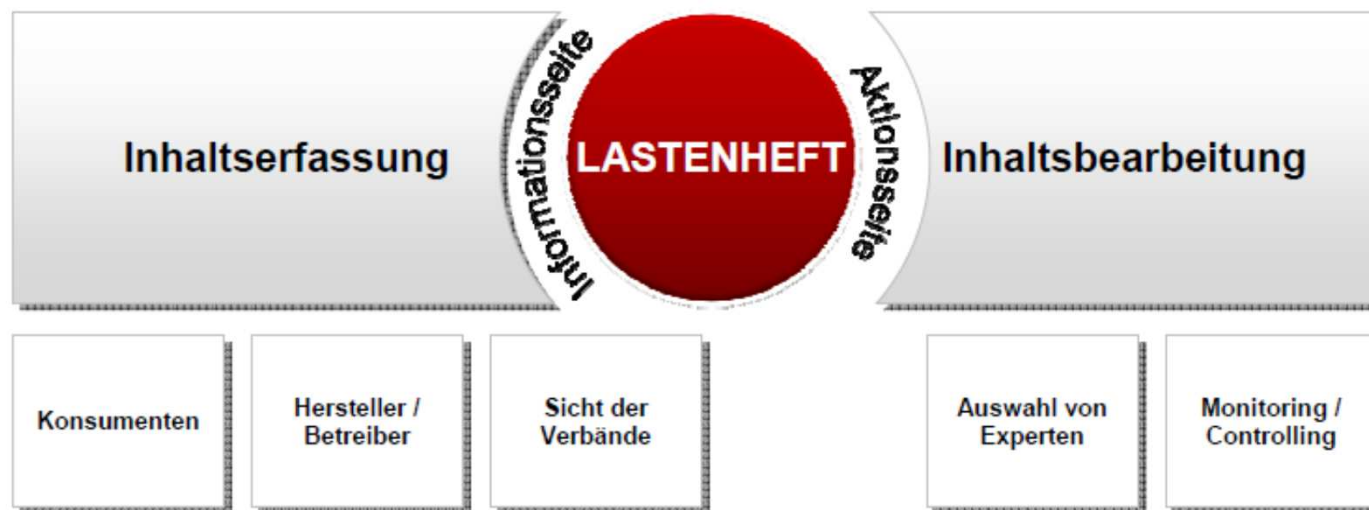 Inhaltserfassung
Informationsseite
LASTENHEFT
Aktionsseite
Inhaltsbearbeitung
Konsumenten
Hersteller /
Betreiber
Sicht der
Verbände
Auswahl von
Experten
Monitoring /
Controlling